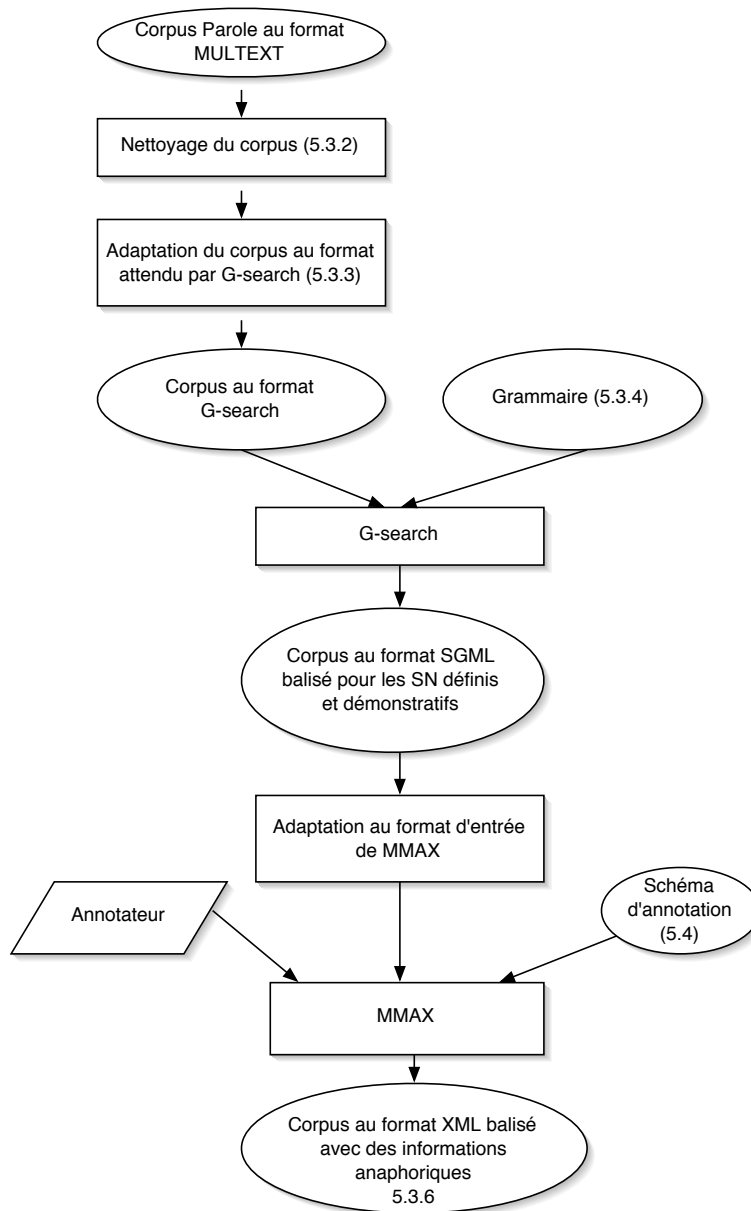 Corpus Parole au format
MULTEXT
Nettoyage du corpus (5.3.2)
Adaptation du corpus au format
attendu par G-search (5.3.3)
Corpus au format
G-search
Grammaire (5.3.4)
G-search
Corpus au format SGML
balisé pour les SN définis
et démonstratifs
Adaptation au format d'entrée
de MMAX
Annotateur
Schéma
d'annotation
(5.4)
MMAX
Corpus au format XML balisé
avec des informations
anaphoriques
5.3.6